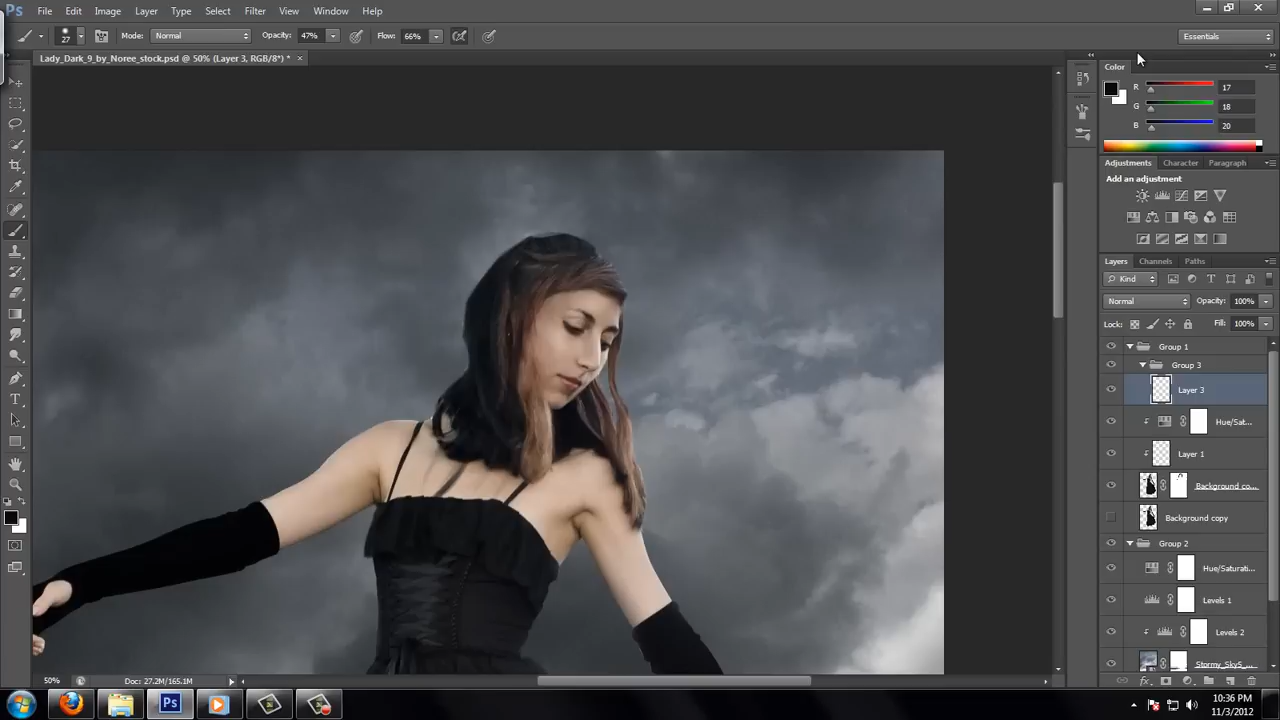 Ps File Edit Image Layer Type Select Filter View Window Help
27 Mode: Normal Opacity: 47% Flow: 66% Essentials
Lady_Dark_9_by_Noree_stock.psd @ 50% (Layer 3, RGB/8*) * ×
Color
R 17
G 18
B 20
Adjustments Character Paragraph
Add an adjustment
Layers Channels Paths
Kind
Normal Opacity: 100%
Lock: Fill: 100%
Group 1
Group 3
Layer 3
Hue/Sat...
Layer 1
Background co...
Background copy
Group 2
Hue/Saturati...
Levels 1
Levels 2
Stormy_SkyS_...
50% Doc: 27.2M/165.1M
Ps
10:36 PM
11/3/2012